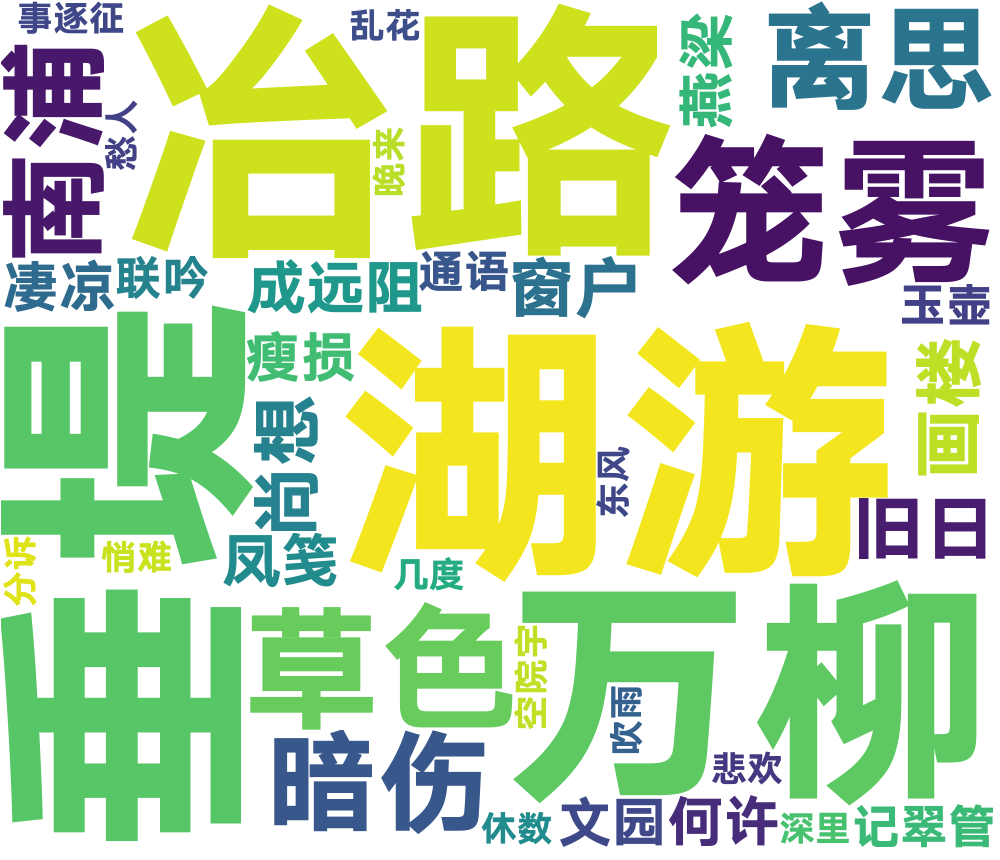 事逐征
乱花
冶路
燕梁
离思
南浦
愁人
晚来
笼雾
凄凉
联吟
成远阻
通语
窗户
玉壶
垂堤
瘦损
湖游
画楼
尚想
东风
旧日
分诉
悄难
凤笺
几度
草色
空院宇
万柳
吹雨
暗伤
悲欢
休数
文园
何许
深里
记翠管